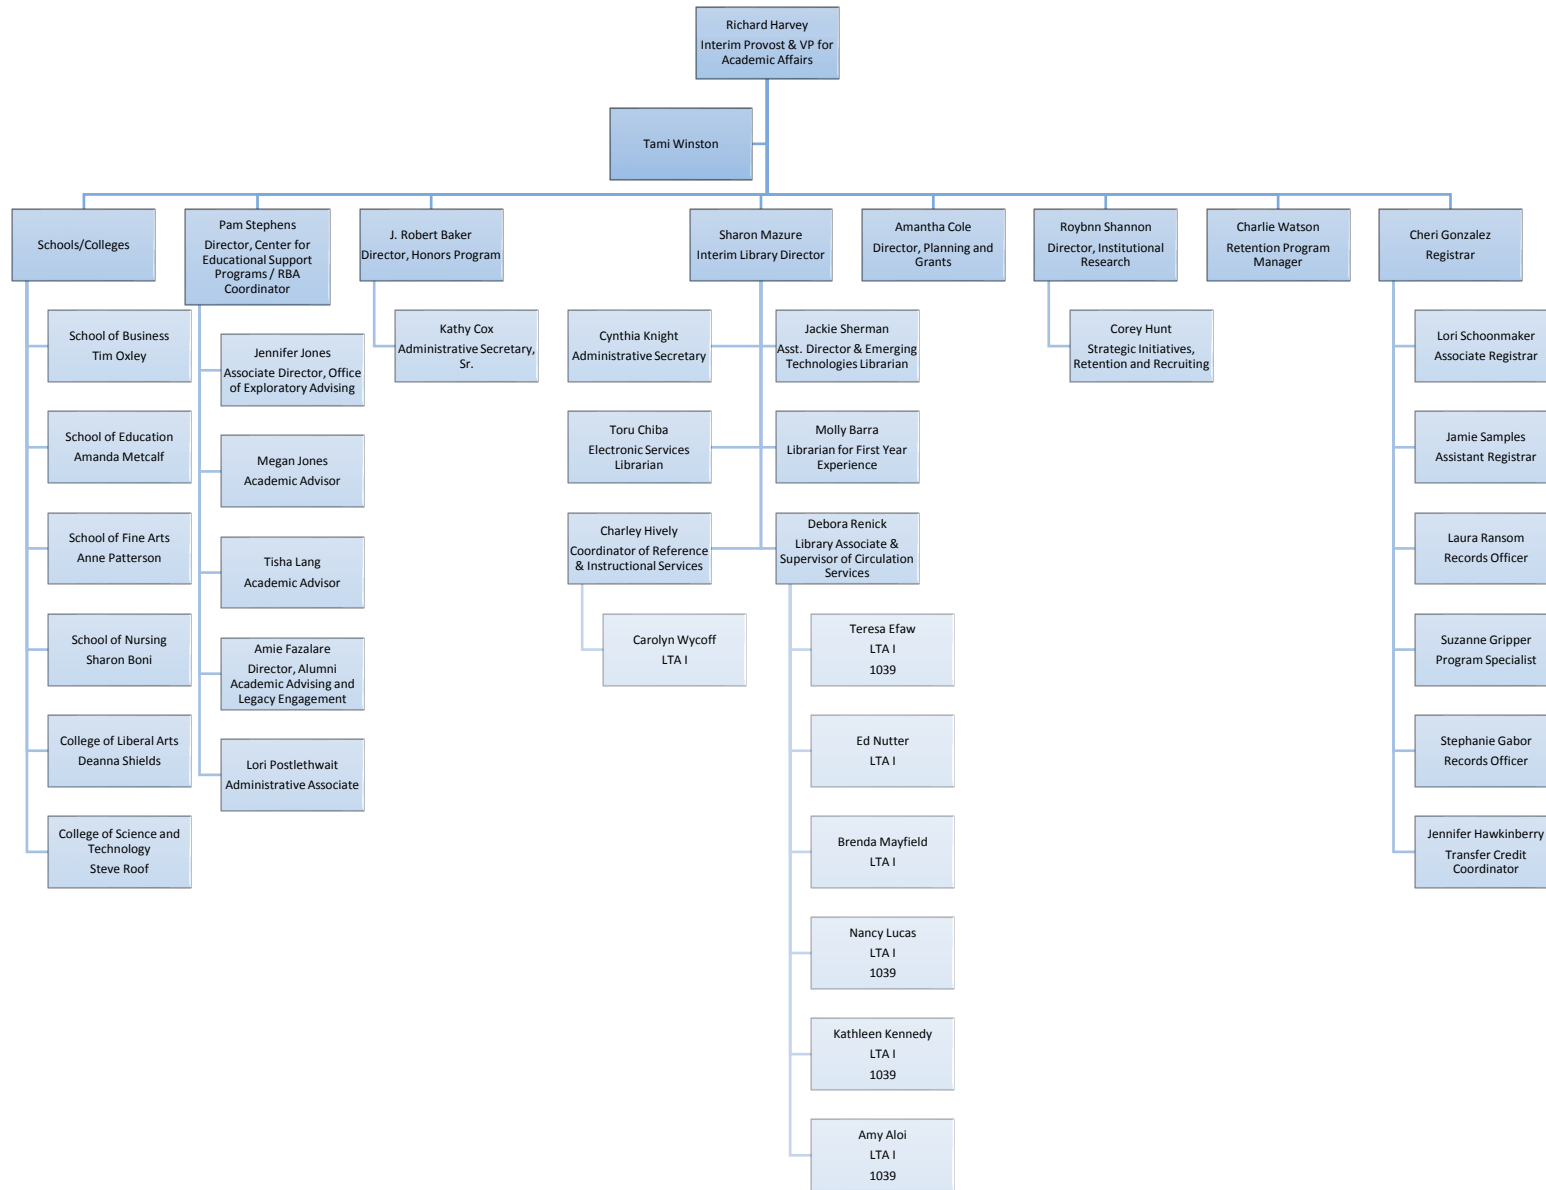 Richard Harvey
Interim Provost & VP for
Academic Affairs
Tami Winston
Schools/Colleges
Pam Stephens
Director, Center for
Educational Support
Programs / RBA
Coordinator
J. Robert Baker
Director, Honors Program
Sharon Mazure
Interim Library Director
Amantha Cole
Director, Planning and
Grants
Roybnn Shannon
Director, Institutional
Research
Charlie Watson
Retention Program
Manager
Cheri Gonzalez
Registrar
School of Business
Tim Oxley
School of Education
Amanda Metcalf
School of Fine Arts
Anne Patterson
School of Nursing
Sharon Boni
College of Liberal Arts
Deanna Shields
College of Science and
Technology
Steve Roof
Jennifer Jones
Associate Director, Office
of Exploratory Advising
Megan Jones
Academic Advisor
Tisha Lang
Academic Advisor
Amie Fazalare
Director, Alumni
Academic Advising and
Legacy Engagement
Lori Postlethwait
Administrative Associate
Kathy Cox
Administrative Secretary,
Sr.
Cynthia Knight
Administrative Secretary
Jackie Sherman
Asst. Director & Emerging
Technologies Librarian
Toru Chiba
Electronic Services
Librarian
Molly Barra
Librarian for First Year
Experience
Charley Hively
Coordinator of Reference
& Instructional Services
Debora Renick
Library Associate &
Supervisor of Circulation
Services
Carolyn Wycoff
LTA I
Teresa Efaw
LTA I
1039
Ed Nutter
LTA I
Brenda Mayfield
LTA I
Nancy Lucas
LTA I
1039
Kathleen Kennedy
LTA I
1039
Amy Aloi
LTA I
1039
Corey Hunt
Strategic Initiatives,
Retention and Recruiting
Lori Schoonmaker
Associate Registrar
Jamie Samples
Assistant Registrar
Laura Ransom
Records Officer
Suzanne Gripper
Program Specialist
Stephanie Gabor
Records Officer
Jennifer Hawkinberry
Transfer Credit
Coordinator